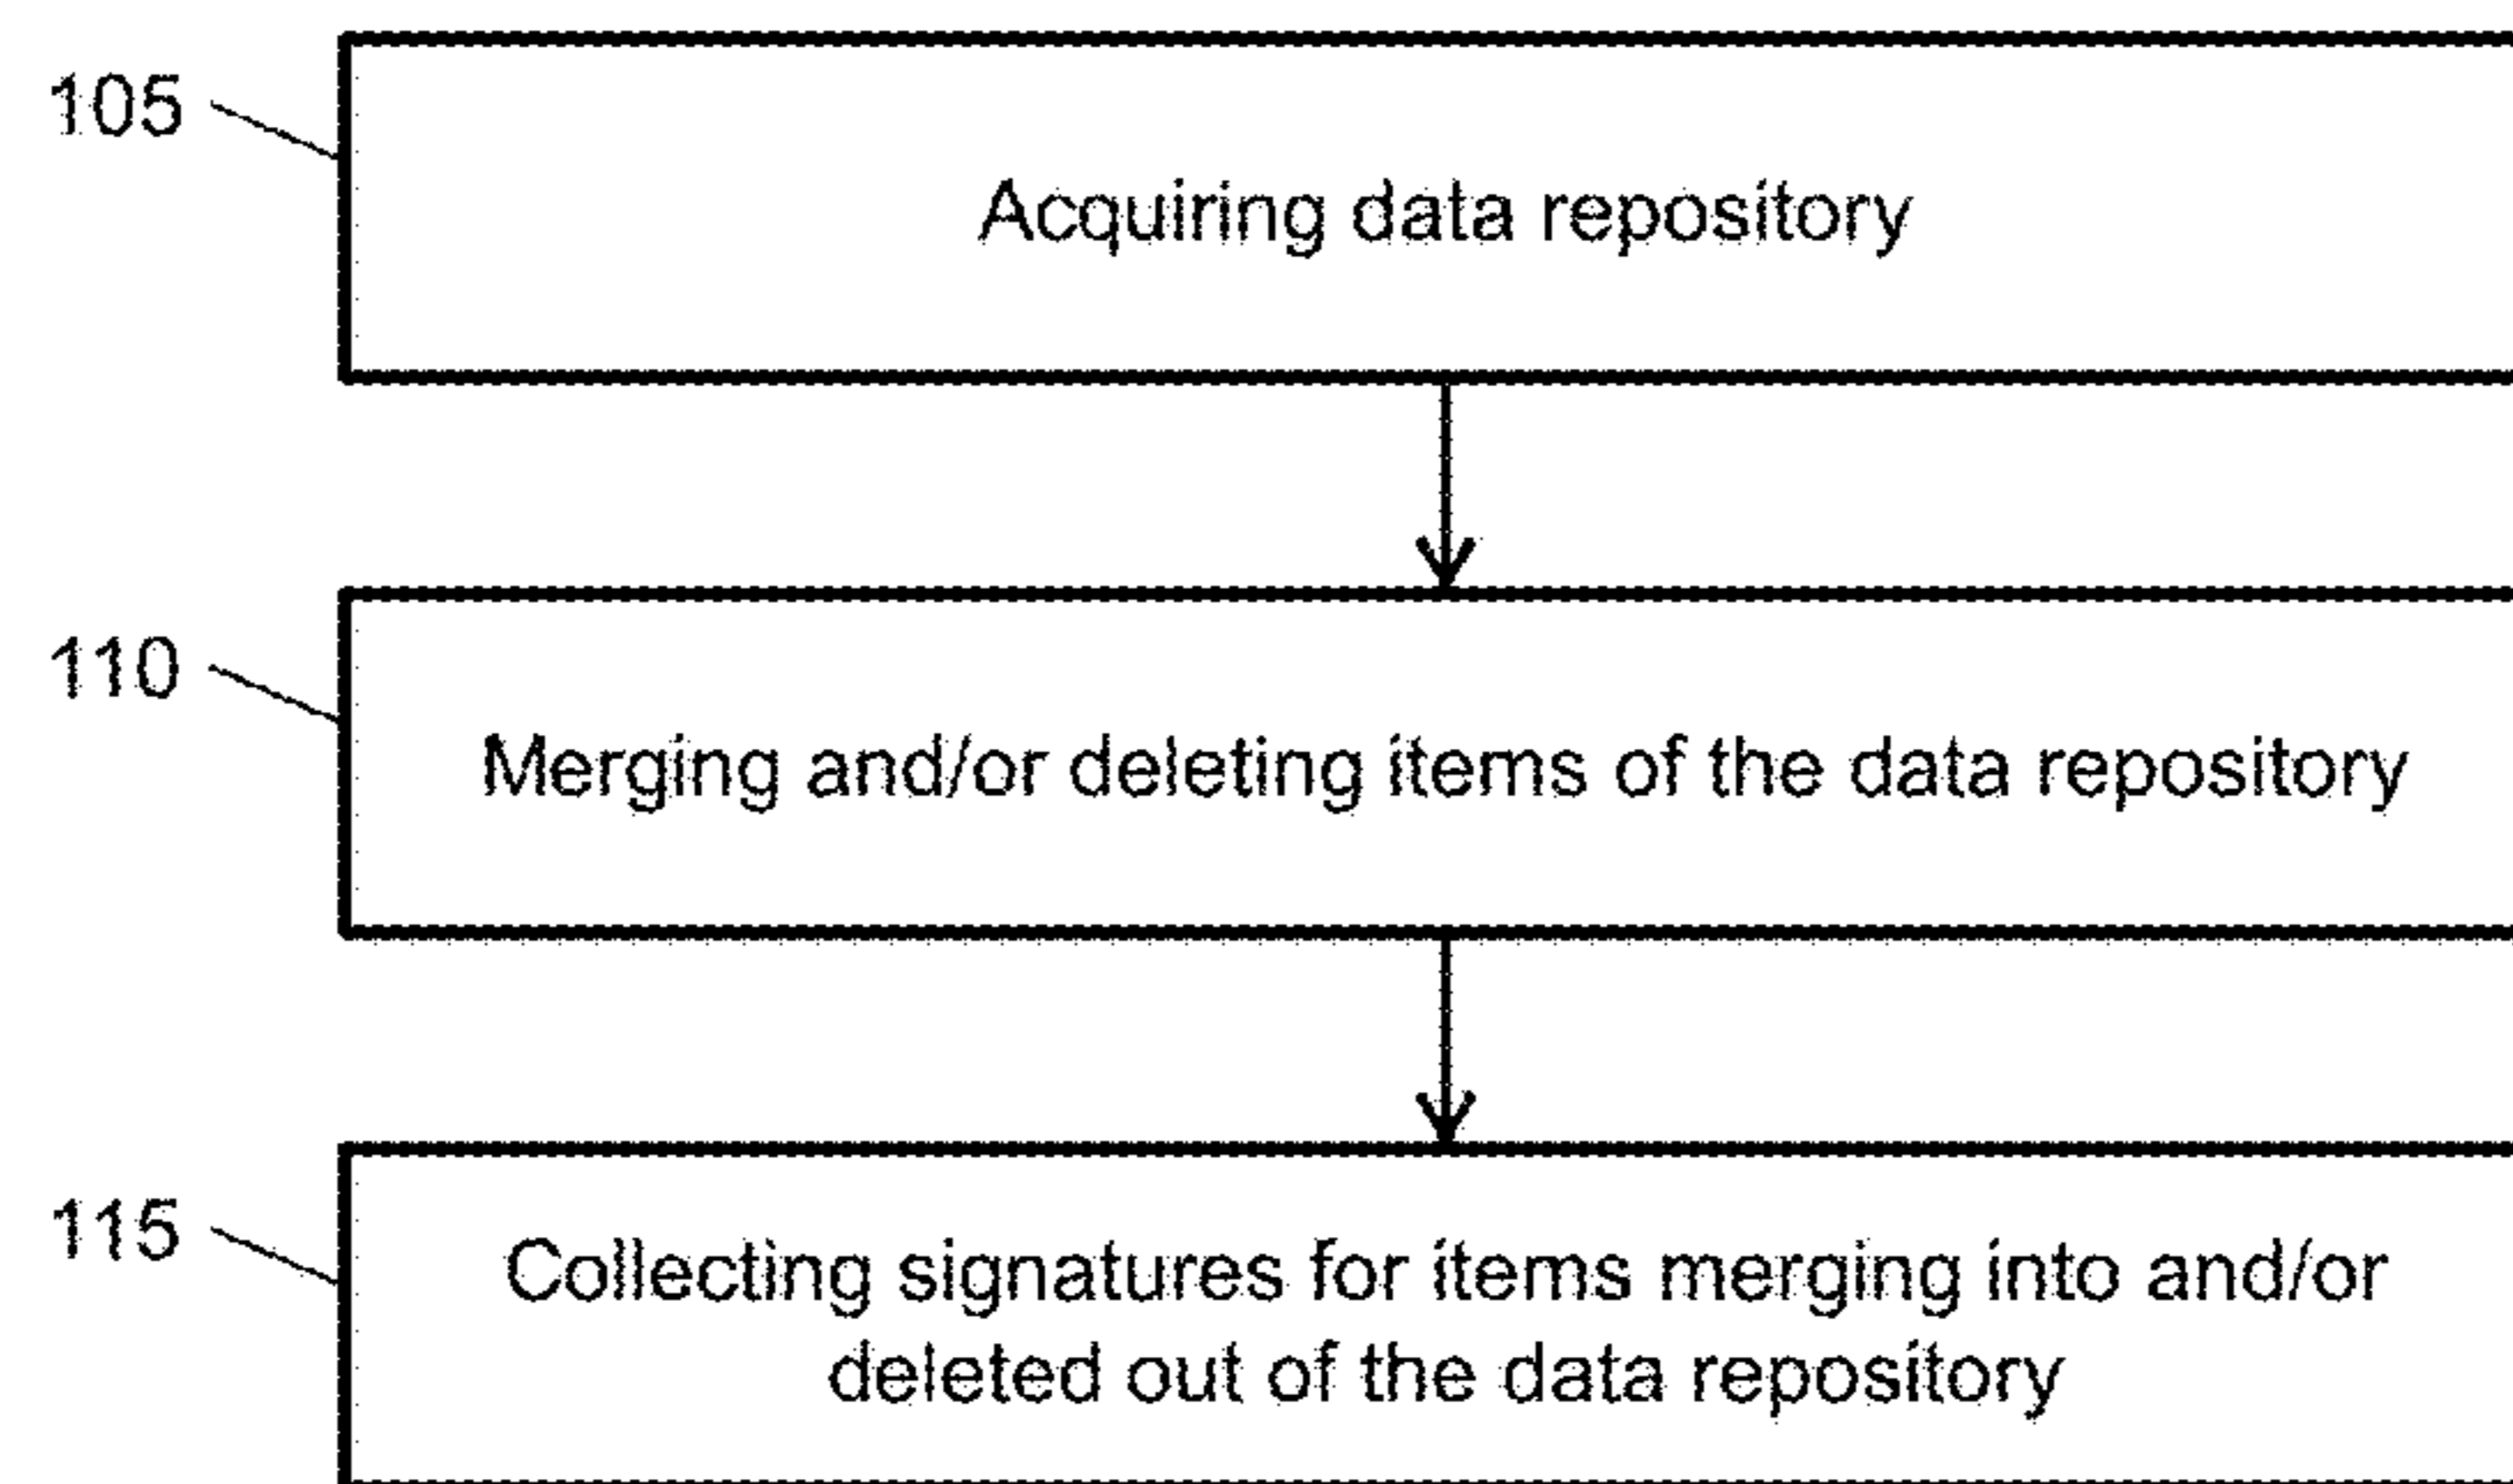 105
Acquiring data repository
110
Merging and/or deleting items of the data repository
115
Collecting signatures for items merging into and/or
deleted out of the data repository